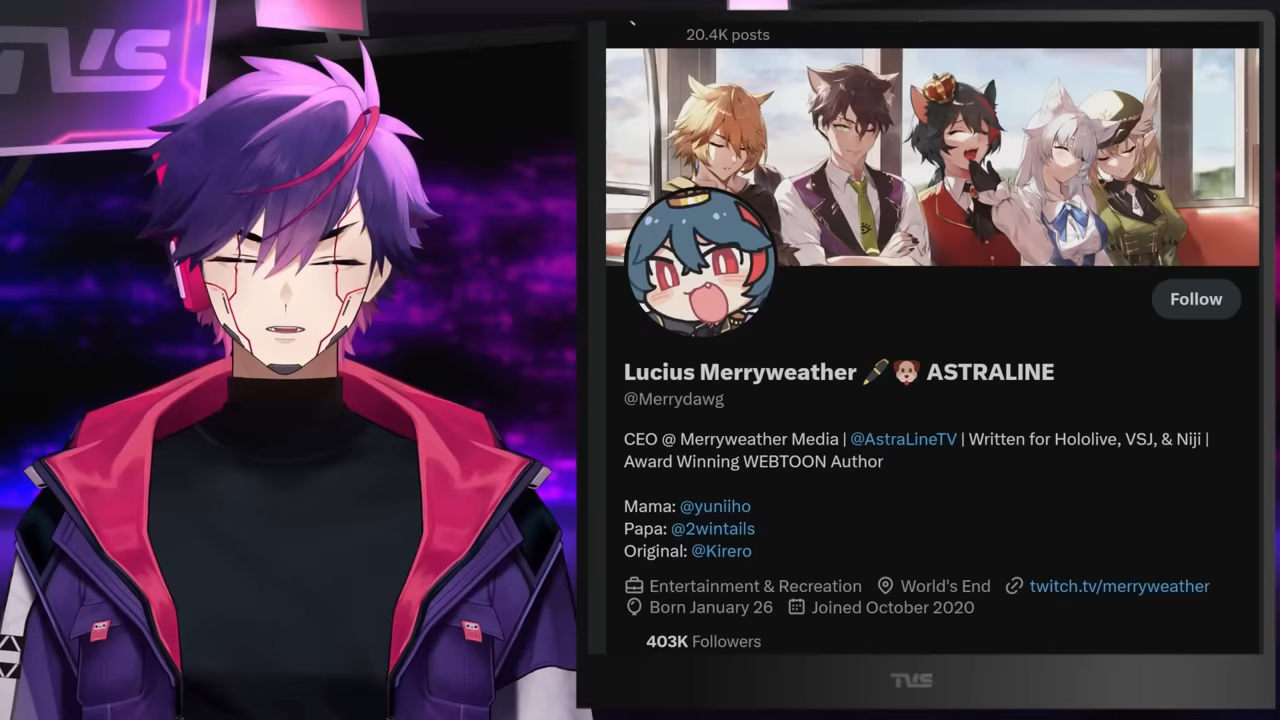 TVS
20.4K posts
Follow
Lucius Merryweather 🖋️🐶 ASTRALINE
@Merrydawg
CEO @ Merryweather Media | @AstraLineTV | Written for Hololive, VSJ, & Niji |
Award Winning WEBTOON Author
Mama: @yuniiho
Papa: @2wintails
Original: @Kirero
Entertainment & Recreation World's End twitch.tv/merryweather
Born January 26 Joined October 2020
403K Followers
TVS